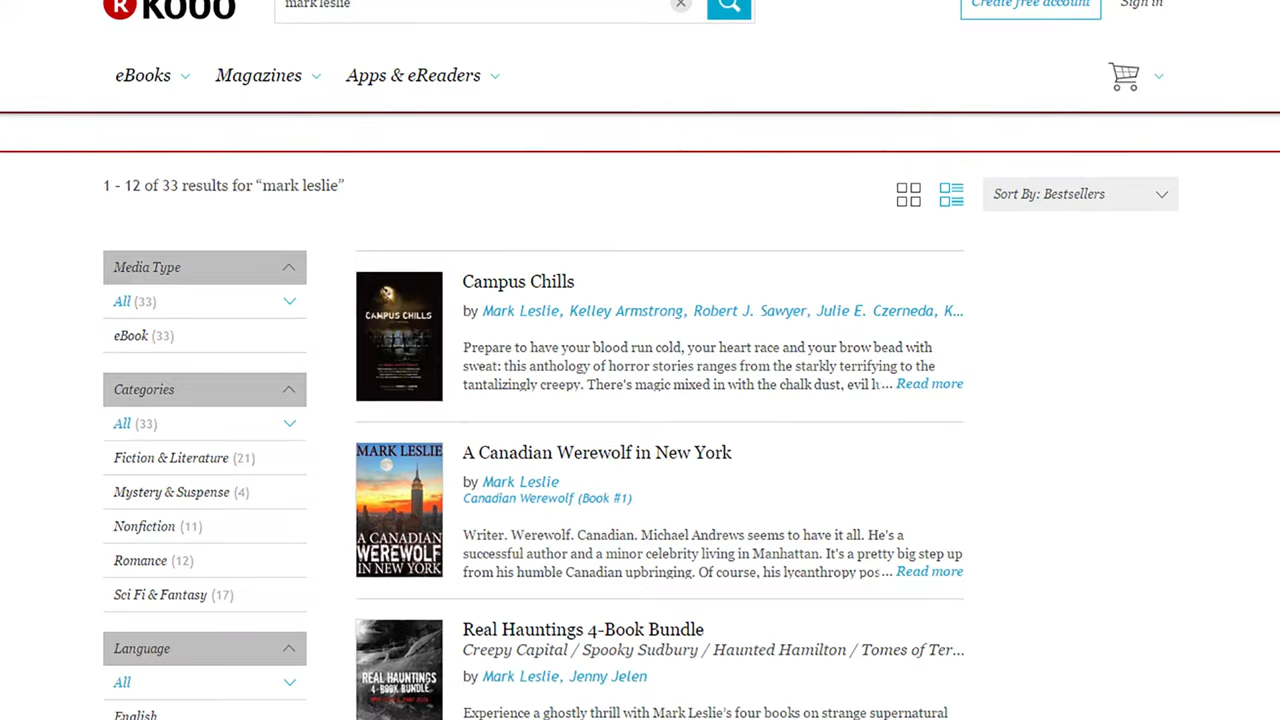 R kobo
mark leslie
Create free account
Sign in
eBooks
Magazines
Apps & eReaders
1 - 12 of 33 results for “mark leslie”
Sort By: Bestsellers
Media Type
All (33)
eBook (33)
Categories
All (33)
Fiction & Literature (21)
Mystery & Suspense (4)
Nonfiction (11)
Romance (12)
Sci Fi & Fantasy (17)
Language
All
English
CAMPUS CHILLS
Campus Chills
by Mark Leslie, Kelley Armstrong, Robert J. Sawyer, Julie E. Czerneda, K...
Prepare to have your blood run cold, your heart race and your brow bead with
sweat: this anthology of horror stories ranges from the starkly terrifying to the
tantalizingly creepy. There's magic mixed in with the chalk dust, evil h... Read more
MARK LESLIE
A CANADIAN
WEREWOLF
IN NEW YORK
A Canadian Werewolf in New York
by Mark Leslie
Canadian Werewolf (Book #1)
Writer. Werewolf. Canadian. Michael Andrews seems to have it all. He's a
successful author and a minor celebrity living in Manhattan. It's a pretty big step up
from his humble Canadian upbringing. Of course, his lycanthropy pos... Read more
REAL HAUNTINGS
4-BOOK BUNDLE
Real Hauntings 4-Book Bundle
Creepy Capital / Spooky Sudbury / Haunted Hamilton / Tomes of Ter...
by Mark Leslie, Jenny Jelen
Experience a ghostly thrill with Mark Leslie's four books on strange supernatural